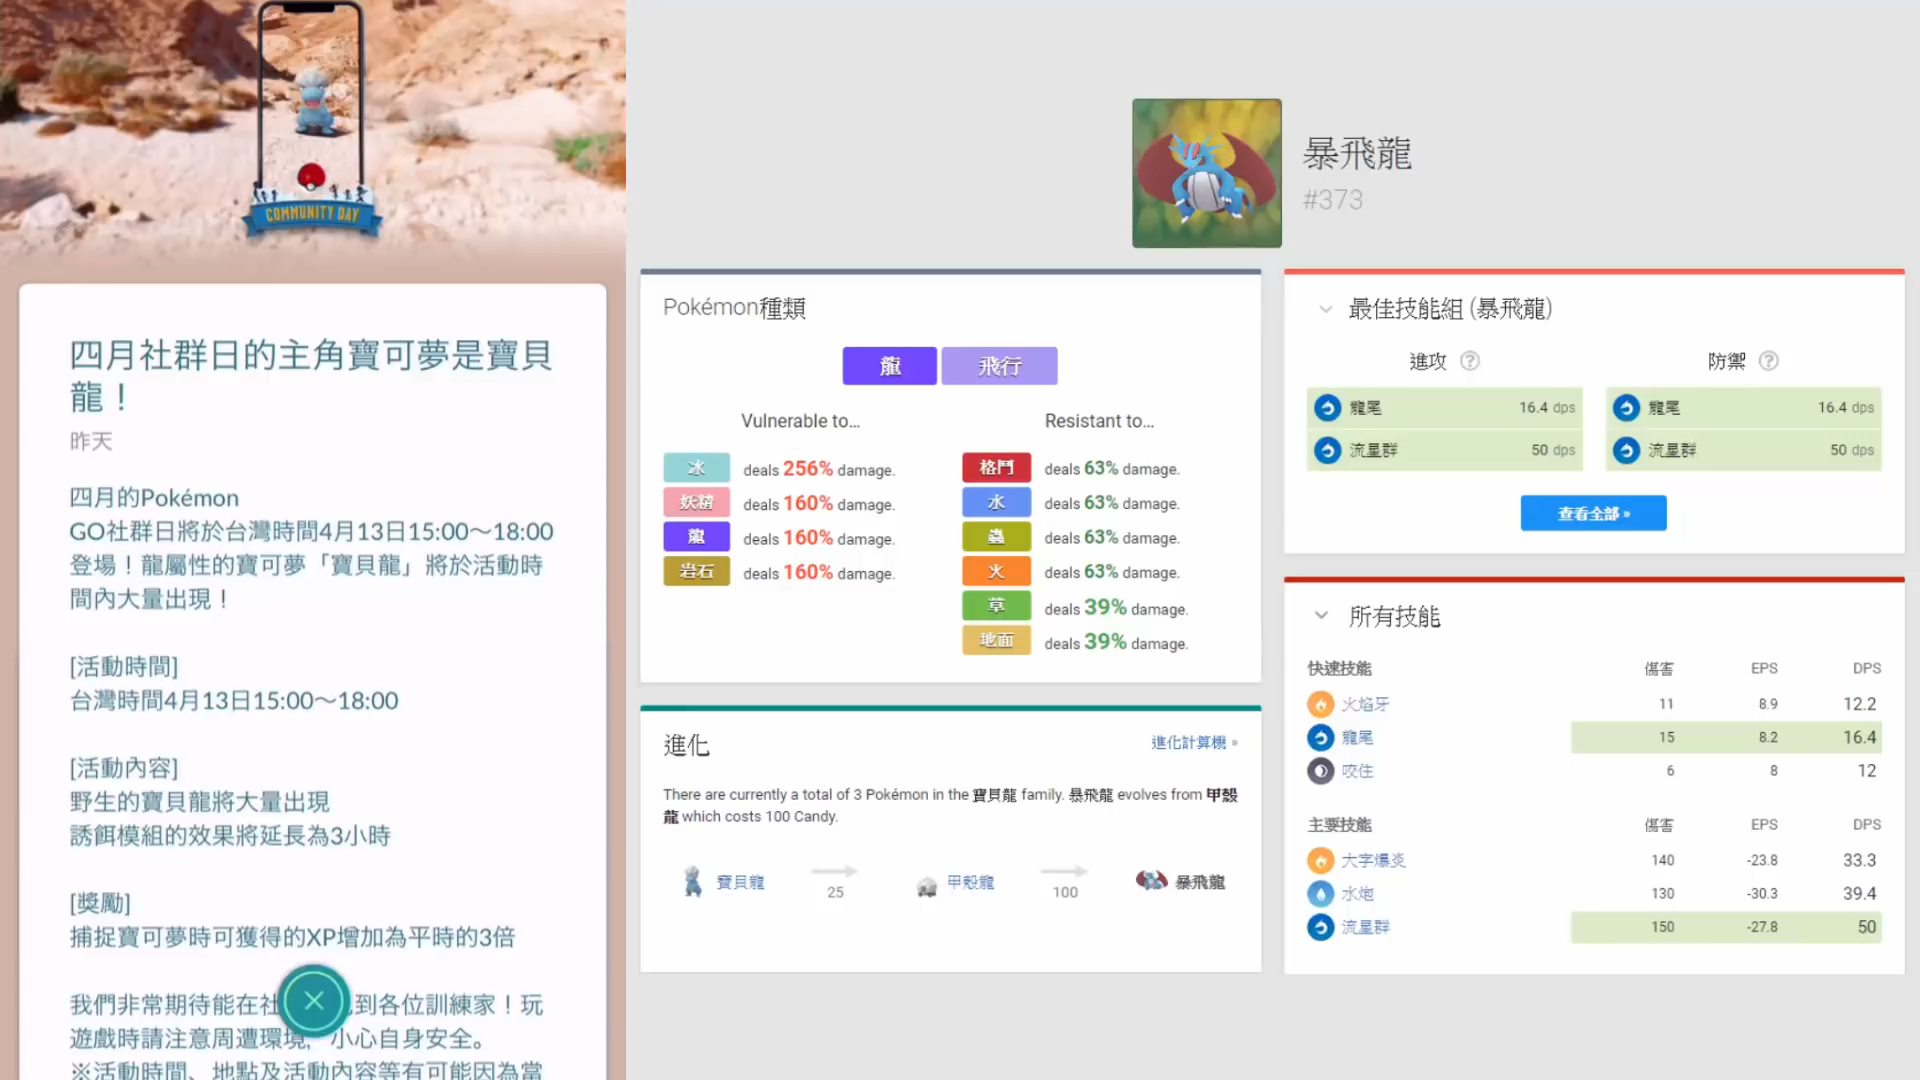 COMMUNITY DAY
四月社群日的主角寶可夢是寶貝
龍！
昨天
四月的Pokémon
GO社群日將於台灣時間4月13日15:00～18:00
登場！龍屬性的寶可夢「寶貝龍」將於活動時
間內大量出現！
[活動時間]
台灣時間4月13日15:00～18:00
[活動內容]
野生的寶貝龍將大量出現
誘餌模組的效果將延長為3小時
[獎勵]
捕捉寶可夢時可獲得的XP增加為平時的3倍
我們非常期待能在社 到各位訓練家！玩
遊戲時請注意周遭環境，小心自身安全。
※活動時間、地點及活動內容等有可能因為當
暴飛龍
#373
Pokémon種類
龍 飛行
Vulnerable to...
冰 deals 256% damage.
妖精 deals 160% damage.
龍 deals 160% damage.
岩石 deals 160% damage.
Resistant to...
格鬥 deals 63% damage.
水 deals 63% damage.
蟲 deals 63% damage.
火 deals 63% damage.
草 deals 39% damage.
地面 deals 39% damage.
進化
進化計算機 »
There are currently a total of 3 Pokémon in the 寶貝龍 family. 暴飛龍 evolves from 甲殼
龍 which costs 100 Candy.
寶貝龍 25 甲殼龍 100 暴飛龍
最佳技能組 (暴飛龍)
進攻 ?
龍尾 16.4 dps
流星群 50 dps
防禦 ?
龍尾 16.4 dps
流星群 50 dps
查看全部 »
所有技能
快速技能 傷害 EPS DPS
火焰牙 11 8.9 12.2
龍尾 15 8.2 16.4
咬住 6 8 12
主要技能 傷害 EPS DPS
大字爆炎 140 -23.8 33.3
水炮 130 -30.3 39.4
流星群 150 -27.8 50